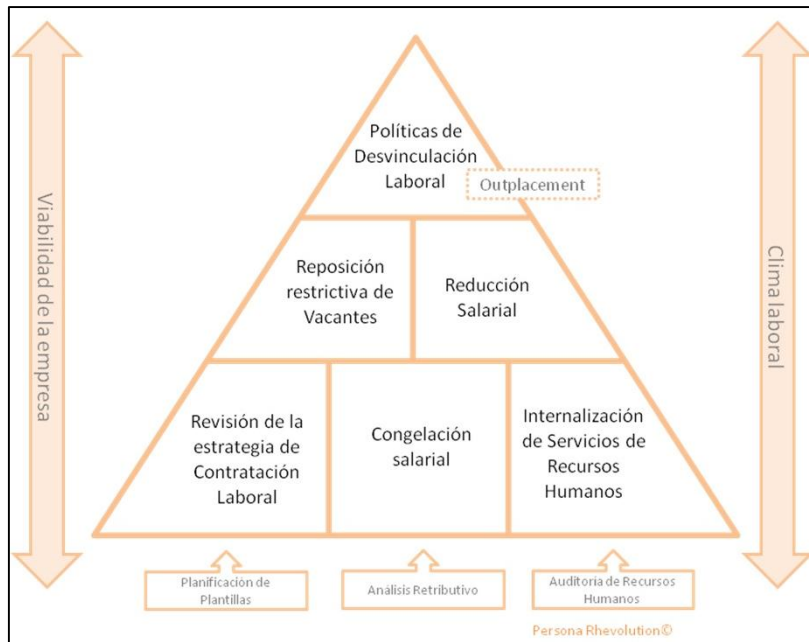 Políticas de
Desvinculación
Laboral
Outplacement
Viabilidad de la empresa
Clima laboral
Reposición
restrictiva de
Vacantes
Reducción
Salarial
Revisión de la
estrategia de
Contratación
Laboral
Congelación
salarial
Internalización
de Servicios de
Recursos
Humanos
Planificación de
Plantillas
Análisis Retributivo
Auditoría de Recursos
Humanos
Persona Rhevolution©